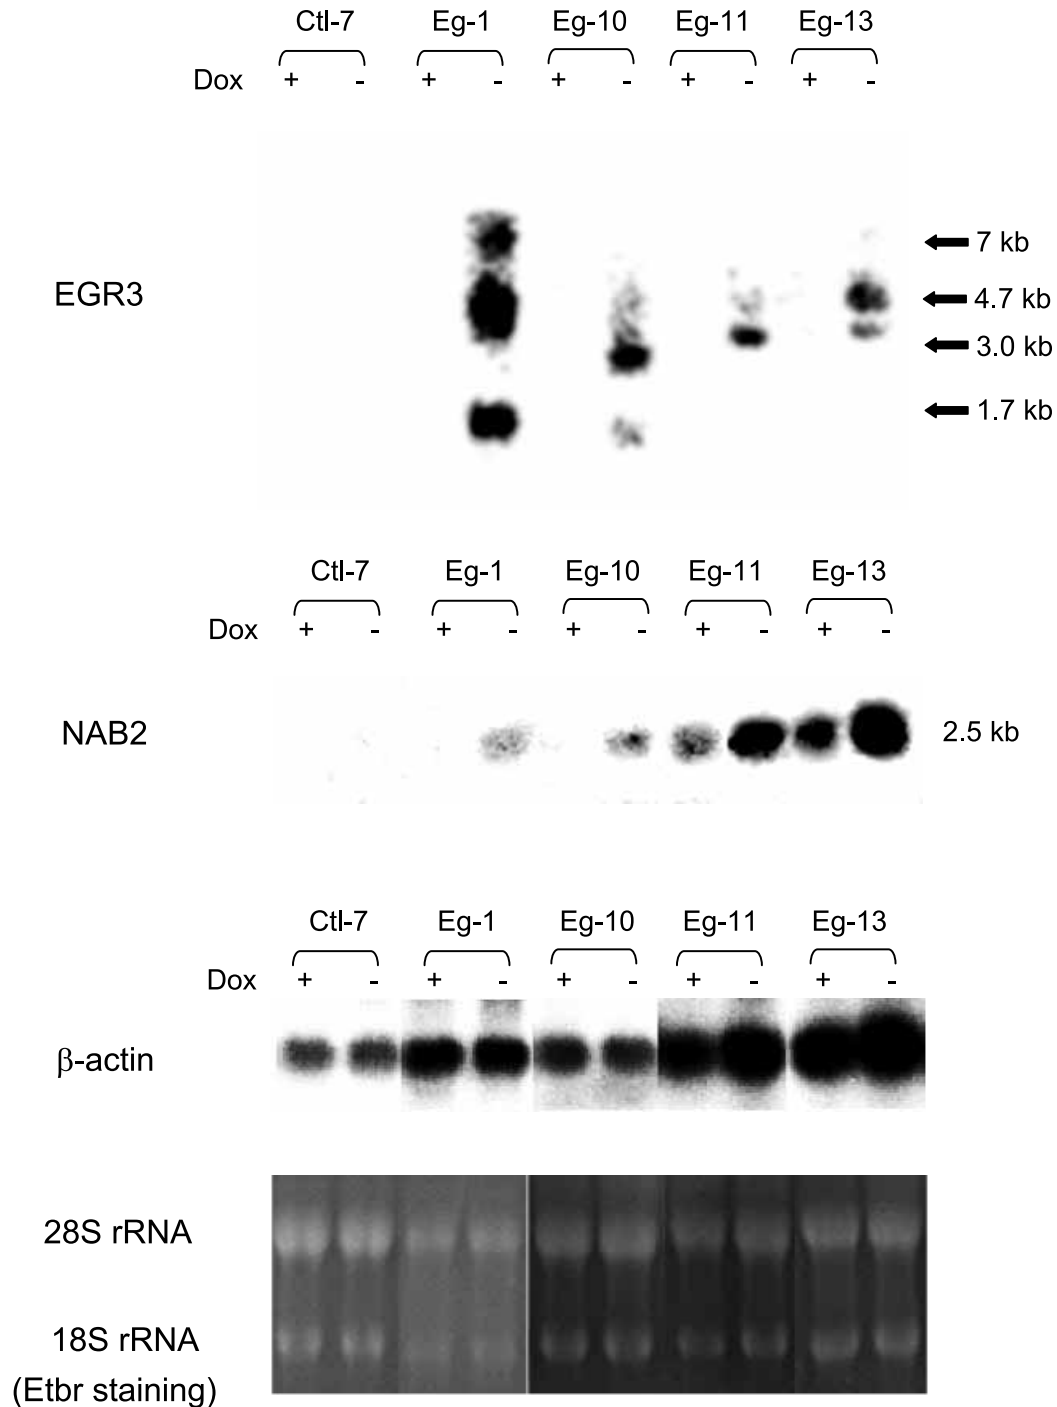 Ctl-7 Eg-1 Eg-10 Eg-11 Eg-13
Dox + - + - + - + - + -
EGR3
7 kb
4.7 kb
3.0 kb
1.7 kb
Ctl-7 Eg-1 Eg-10 Eg-11 Eg-13
Dox + - + - + - + - + -
NAB2 2.5 kb
Ctl-7 Eg-1 Eg-10 Eg-11 Eg-13
Dox + - + - + - + - + -
β-actin
28S rRNA
18S rRNA
(Etbr staining)